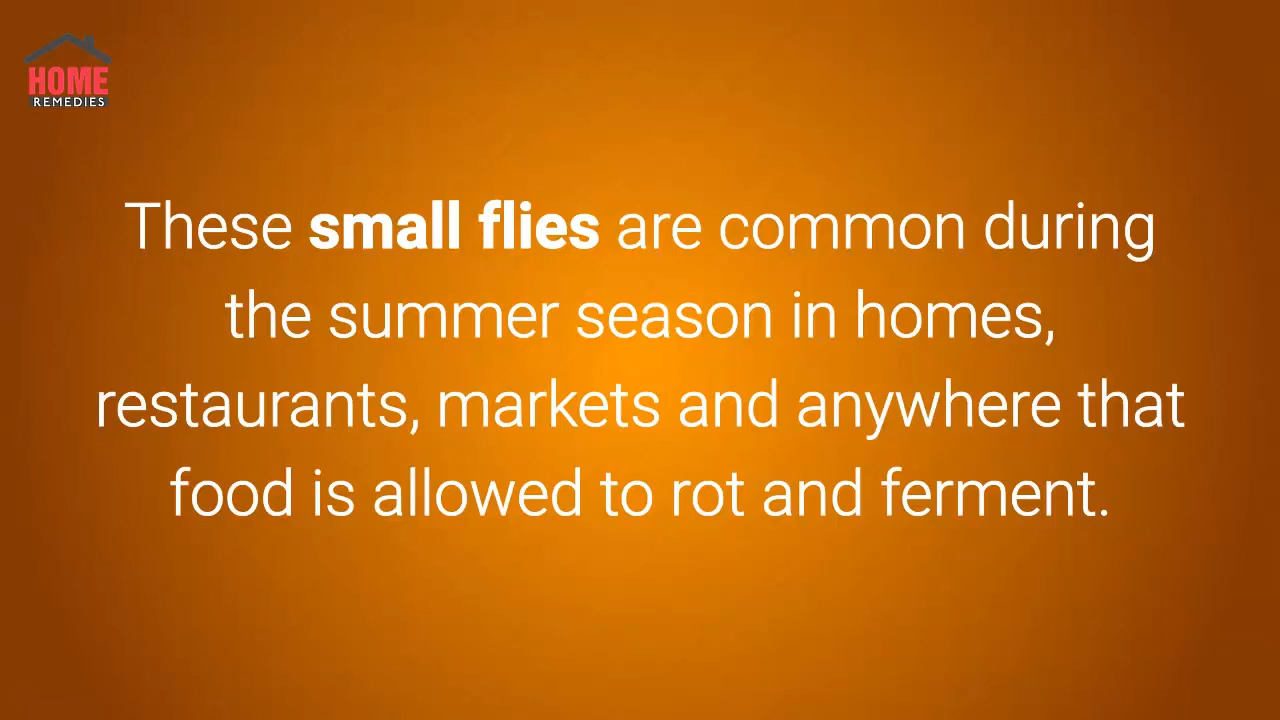 HOME
REMEDIES
These small flies are common during
the summer season in homes,
restaurants, markets and anywhere that
food is allowed to rot and ferment.